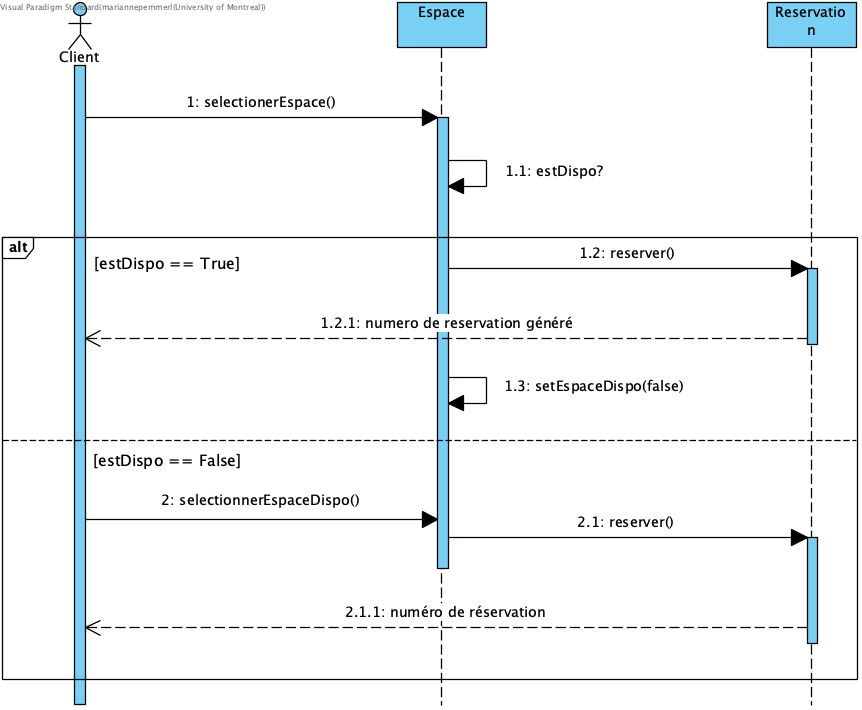 Visual Paradigm Standard(mariannepemmerl(University of Montreal))
Client
Espace
Reservatio
n
1: selectionerEspace()
1.1: estDispo?
alt
[estDispo == True]
1.2: reserver()
1.2.1: numero de reservation généré
1.3: setEspaceDispo(false)
[estDispo == False]
2: selectionnerEspaceDispo()
2.1: reserver()
2.1.1: numéro de réservation